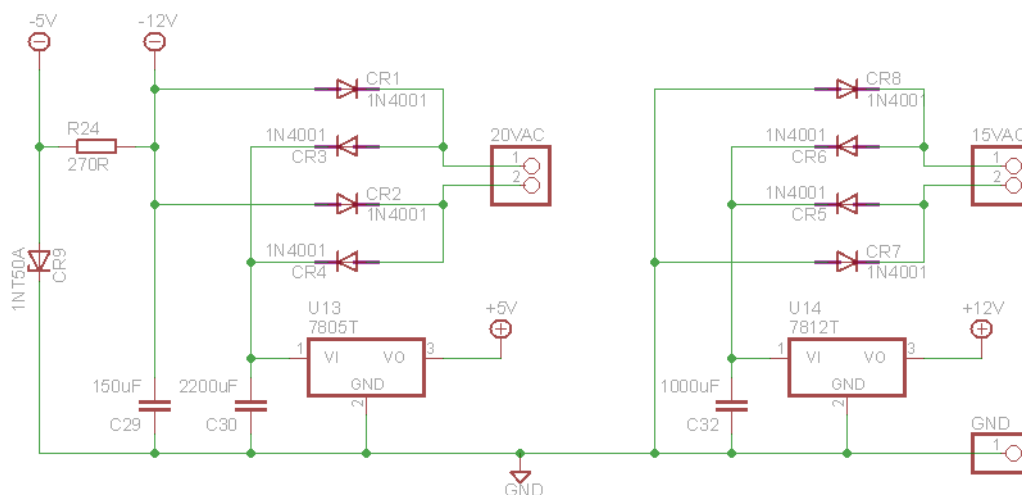 -5V
-12V
R24
270R
1NT50A
CR9
CR1
1N4001
1N4001
CR3
CR2
1N4001
1N4001
CR4
20VAC
1
2
U13
7805T
1
VI
VO
3
GND
2
+5V
150uF
C29
2200uF
C30
GND
CR8
1N4001
1N4001
CR6
1N4001
CR5
CR7
1N4001
15VAC
1
2
U14
7812T
1
VI
VO
3
GND
2
+12V
1000uF
C32
GND
1